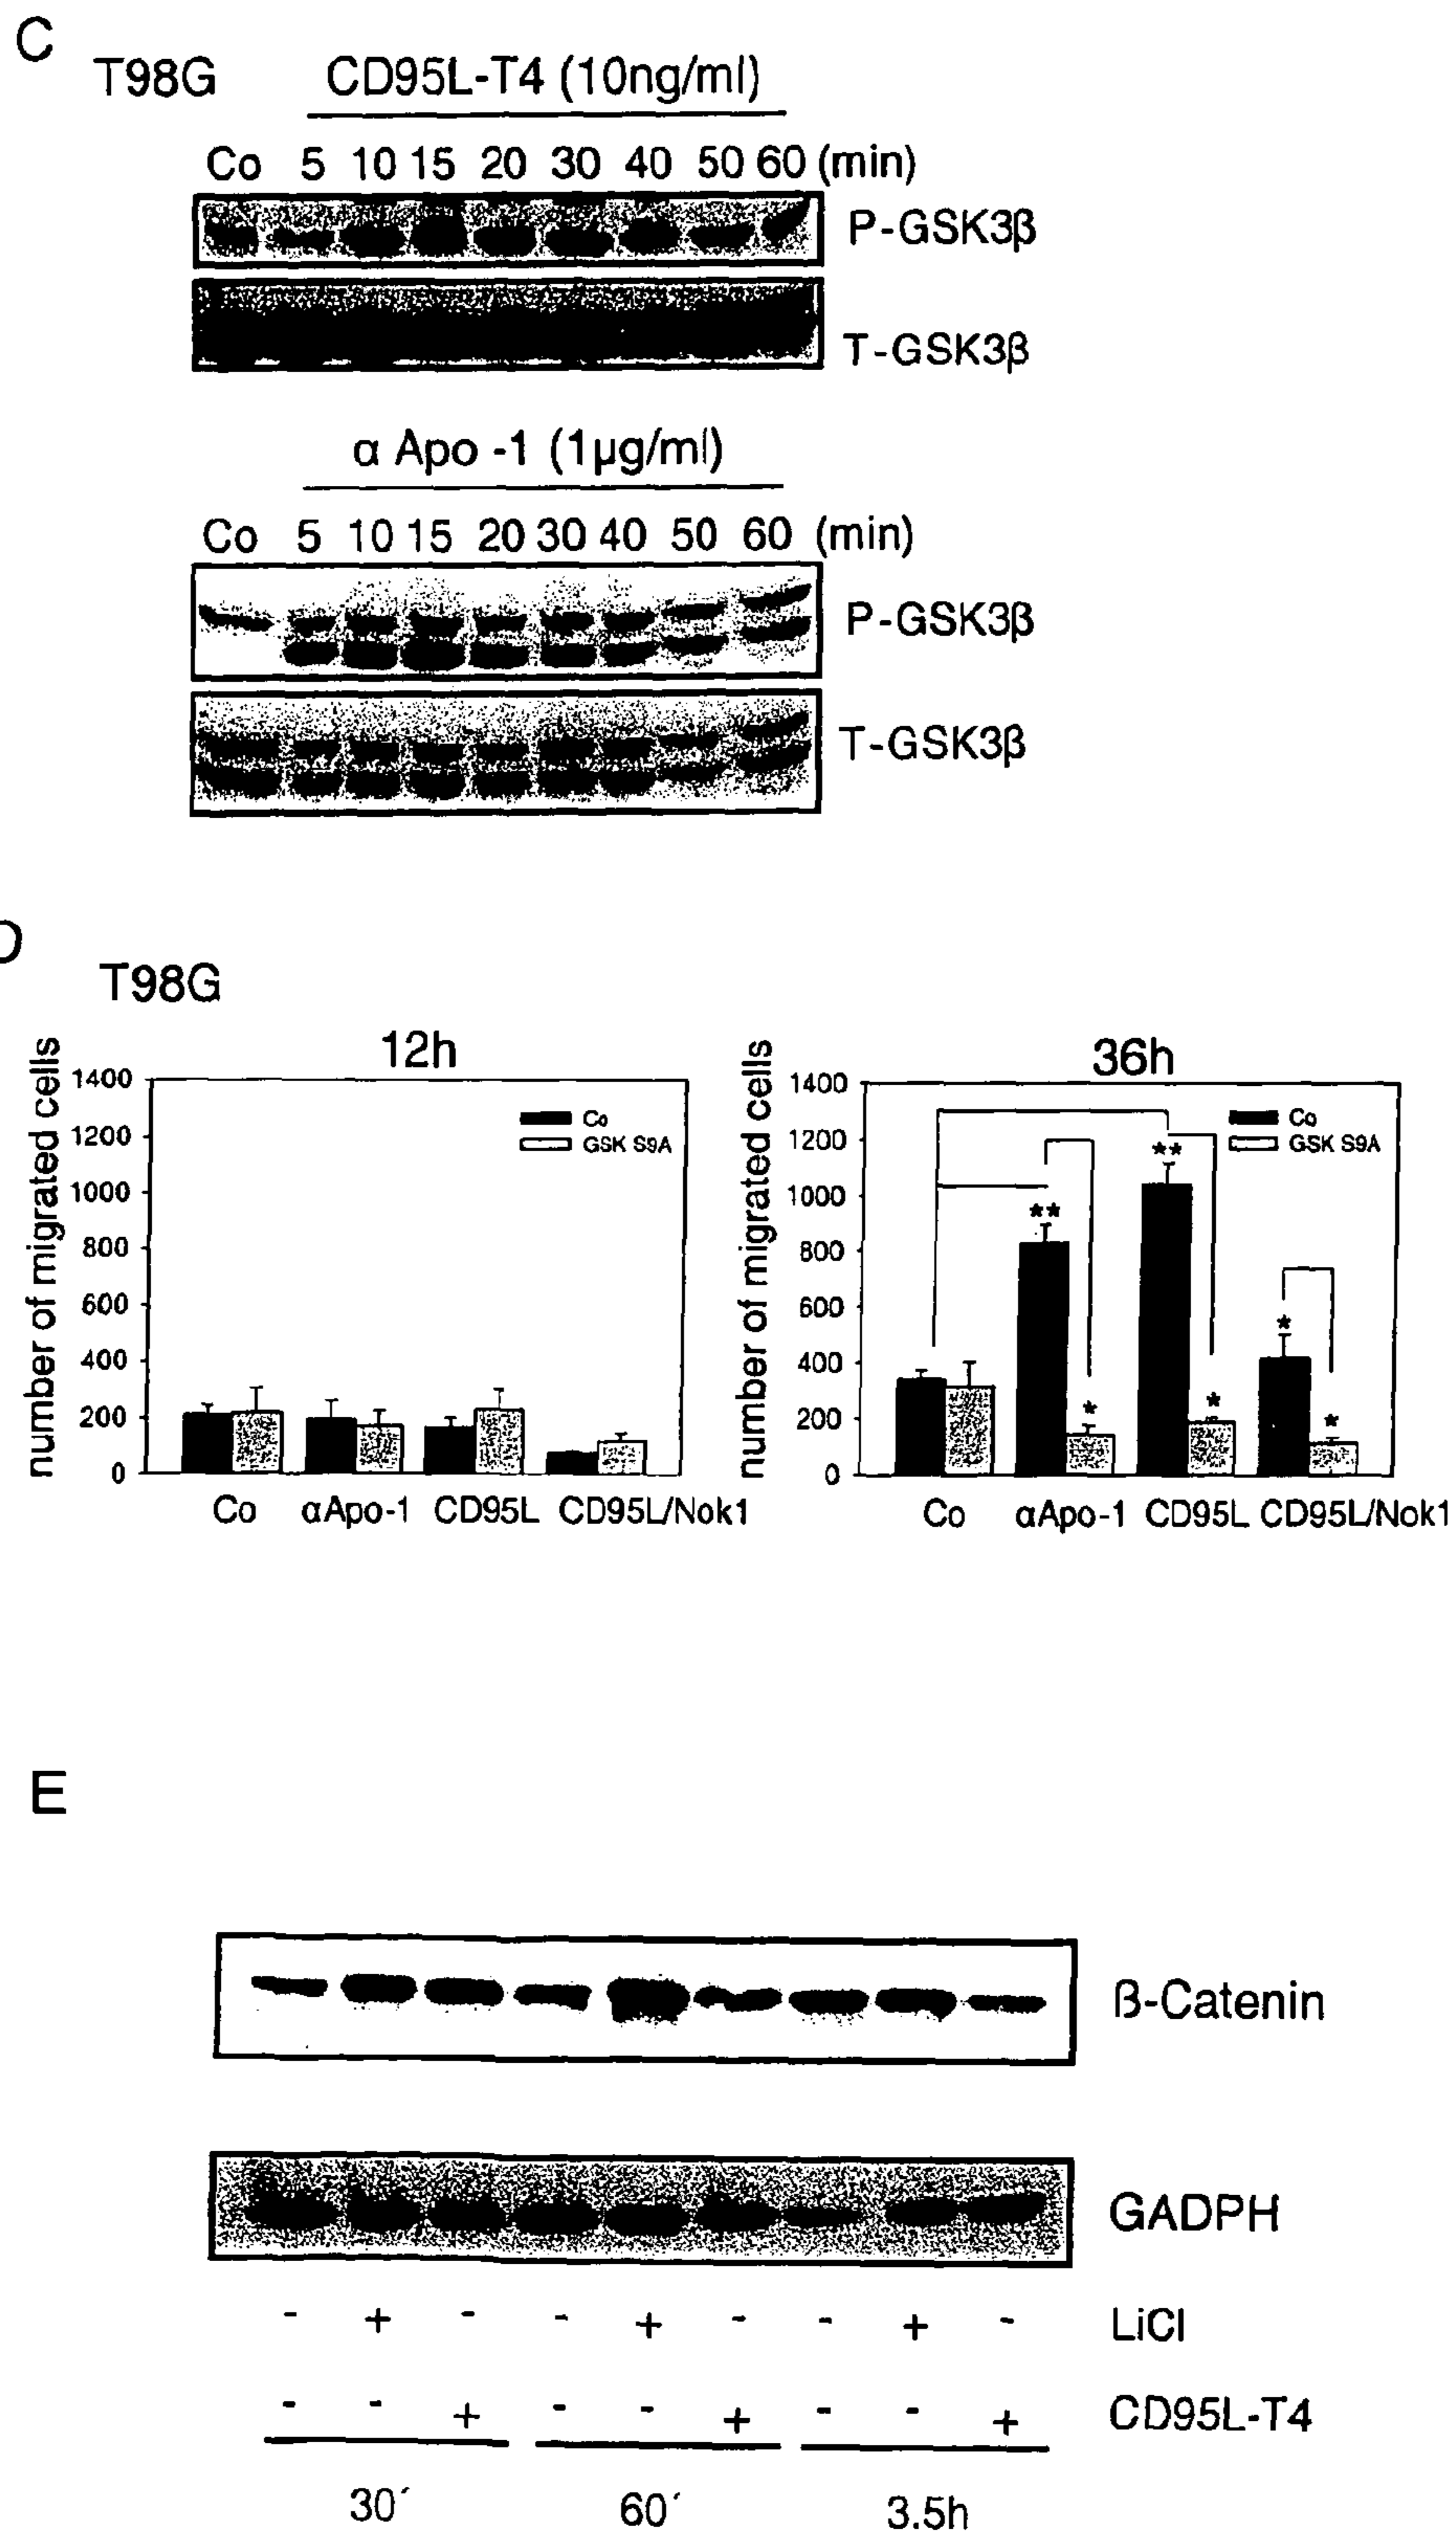 C
T98G CD95L-T4 (10ng/ml)
Co 5 10 15 20 30 40 50 60 (min)
P-GSK3β
T-GSK3β
α Apo -1 (1µg/ml)
Co 5 10 15 20 30 40 50 60 (min)
P-GSK3β
T-GSK3β
D
T98G
12h
number of migrated cells
1400
1200
1000
800
600
400
200
0
Co
GSK S9A
Co αApo-1 CD95L CD95L/Nok1
36h
number of migrated cells
1400
1200
1000
800
600
400
200
0
Co
GSK S9A
**
**
*
*
*
*
Co αApo-1 CD95L CD95L/Nok1
E
ß-Catenin
GADPH
- + - - + - - + - LiCl
- - + - - + - - + CD95L-T4
30´ 60´ 3.5h